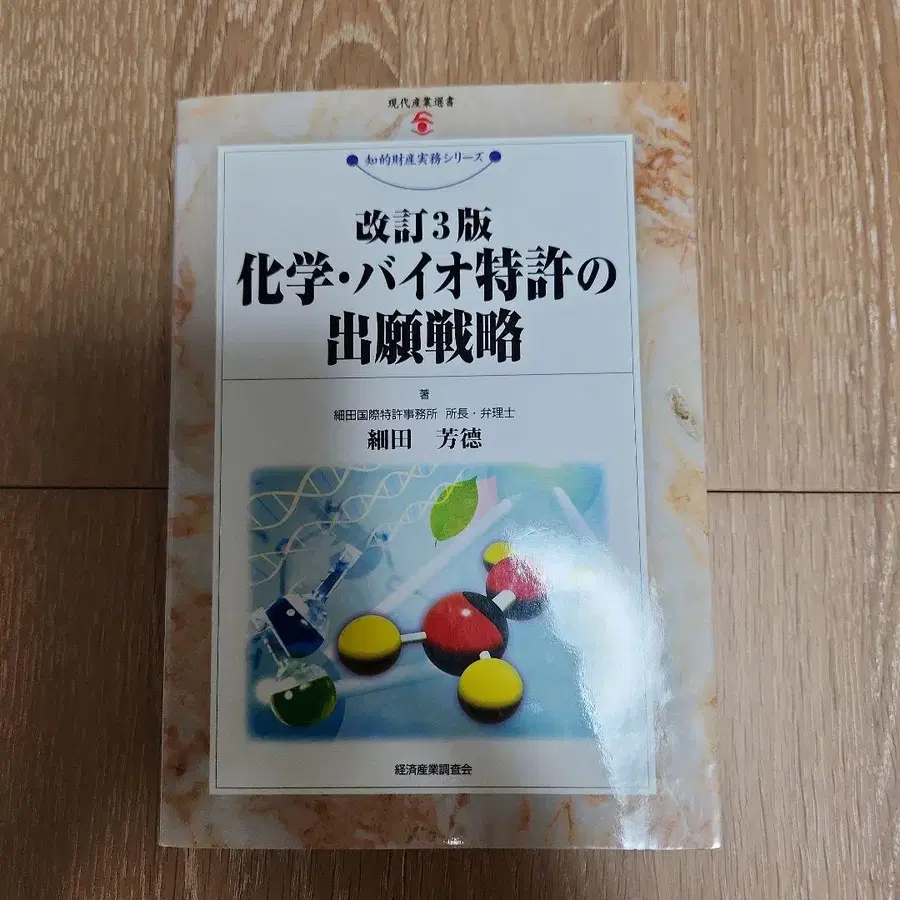 現代産業選書
知的財産実務シリーズ
改訂3版
化学・バイオ特許の
出願戦略
著
細田国際特許事務所 所長・弁理士
細田 芳徳
経済産業調査会